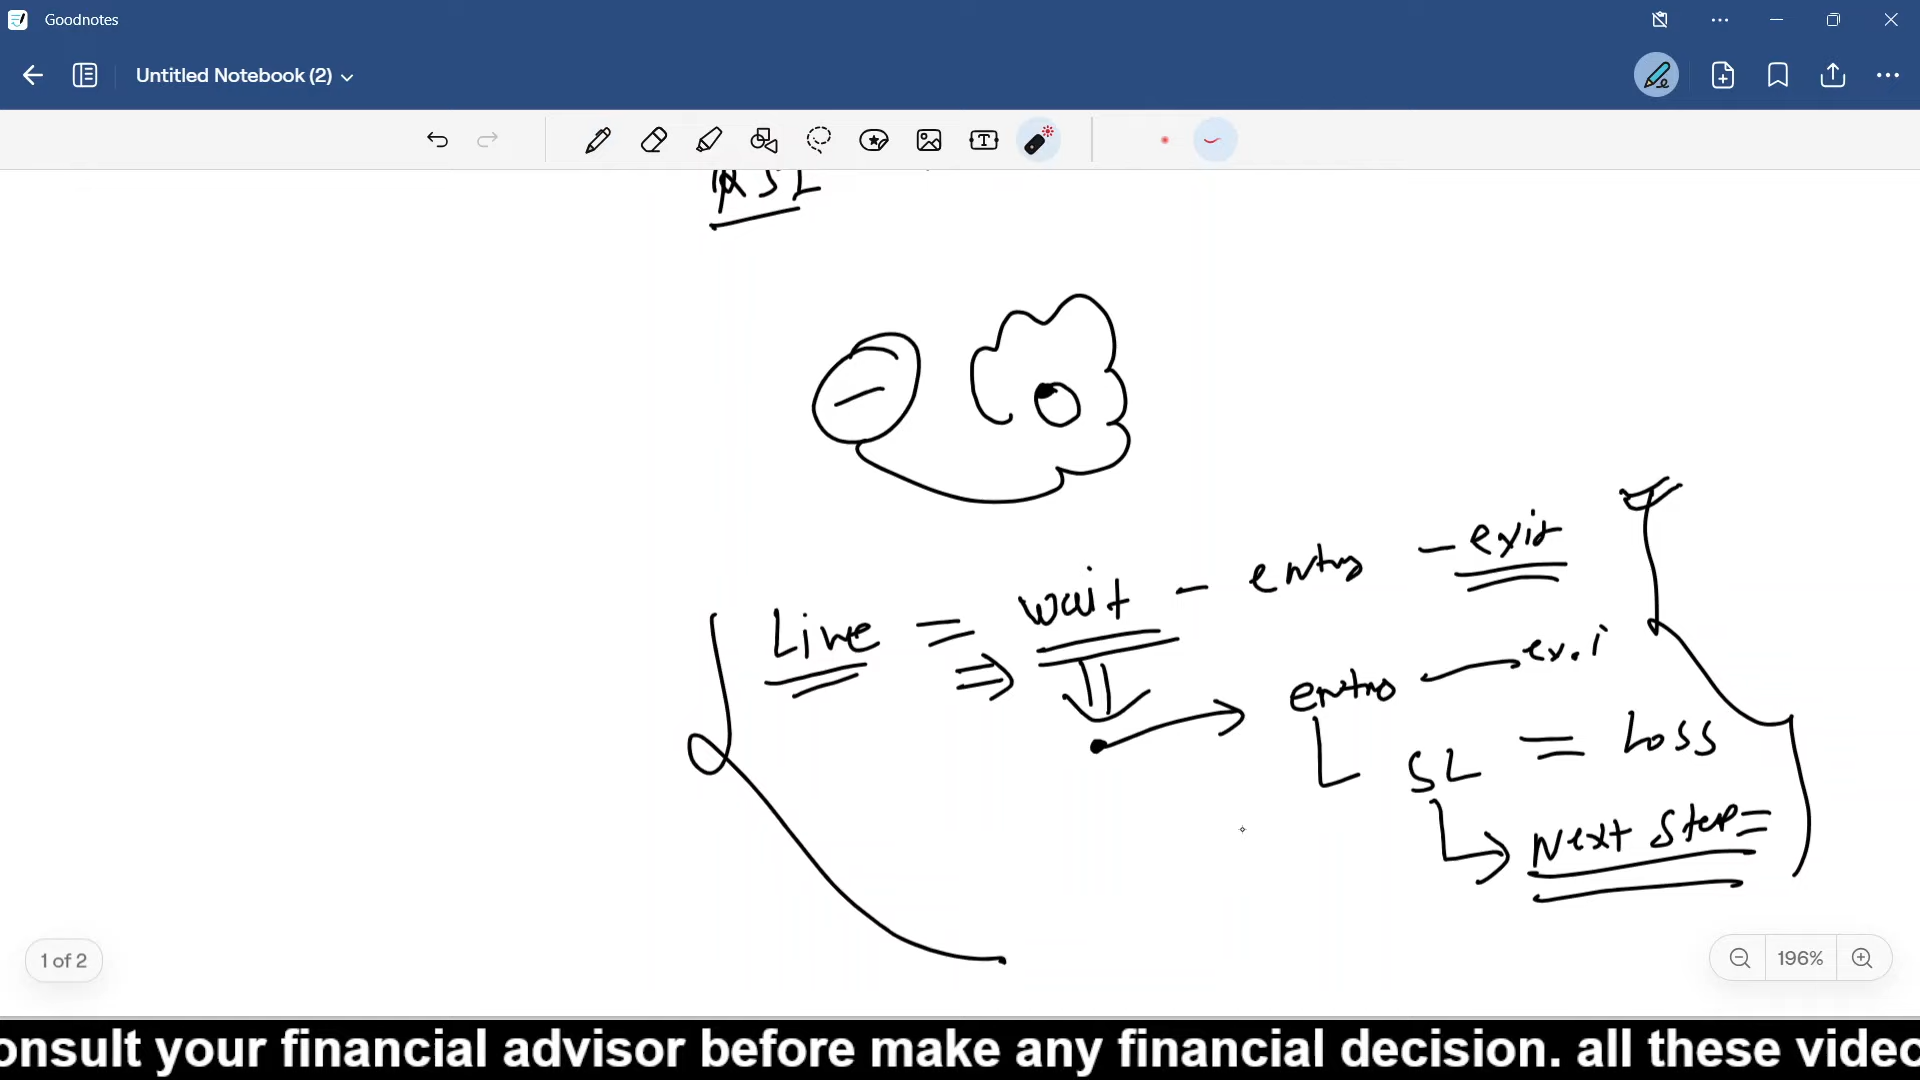 Goodnotes
Untitled Notebook (2)
Live = wait - entry - exit
entry — exi
SL = Loss
Next Step =
1 of 2
196%
onsult your financial advisor before make any financial decision. all these video